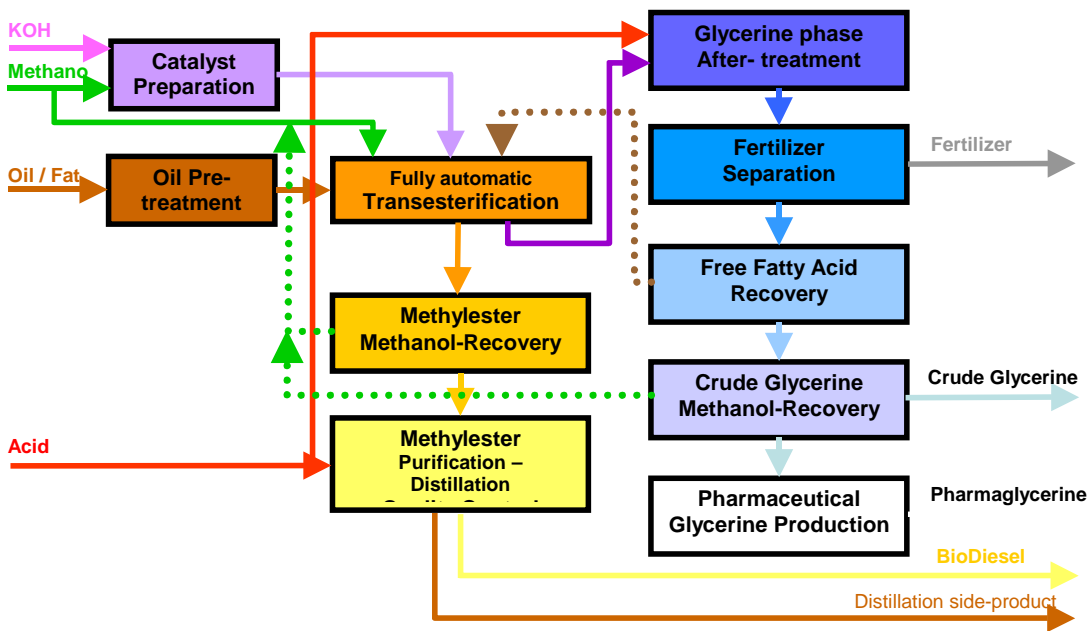 KOH
Methano
Catalyst
Preparation
Glycerine phase
After- treatment
Oil / Fat
Oil Pre-
treatment
Fully automatic
Transesterification
Fertilizer
Separation
Fertilizer
Free Fatty Acid
Recovery
Methylester
Methanol-Recovery
Crude Glycerine
Methanol-Recovery
Crude Glycerine
Acid
Methylester
Purification –
Distillation
Pharmaceutical
Glycerine Production
Pharmaglycerine
BioDiesel
Distillation side-product